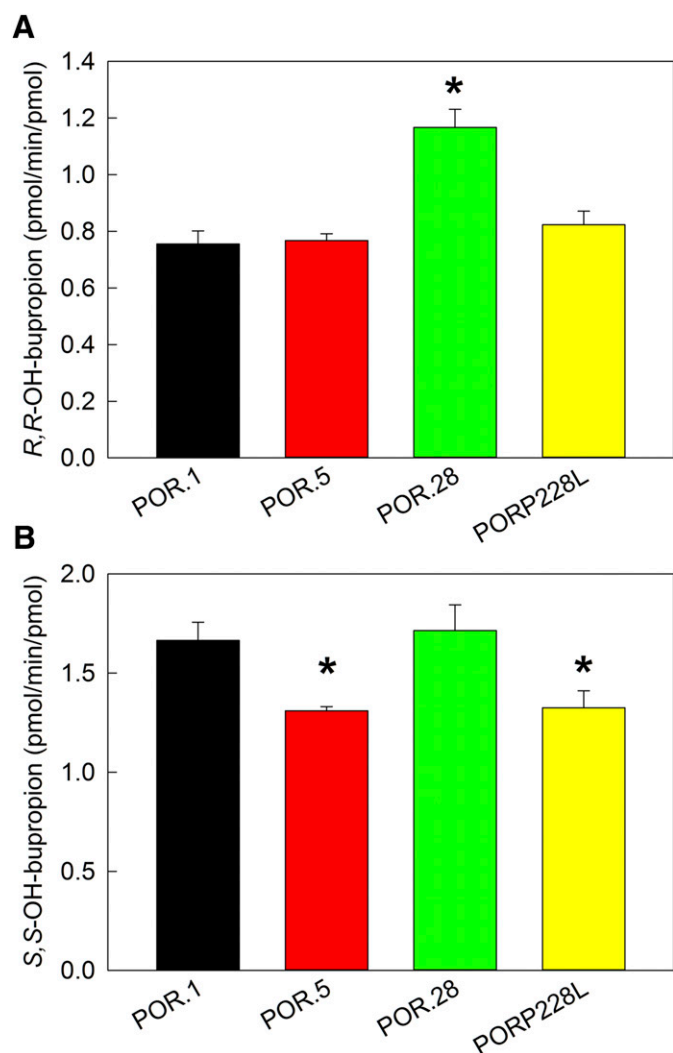 A
R,R-OH-bupropion (pmol/min/pmol)
1.4
1.2
1.0
0.8
0.6
0.4
0.2
0.0
*
POR.1
POR.5
POR.28
PORP228L
B
S,S-OH-bupropion (pmol/min/pmol)
2.0
1.5
1.0
0.5
0.0
*
*
POR.1
POR.5
POR.28
PORP228L